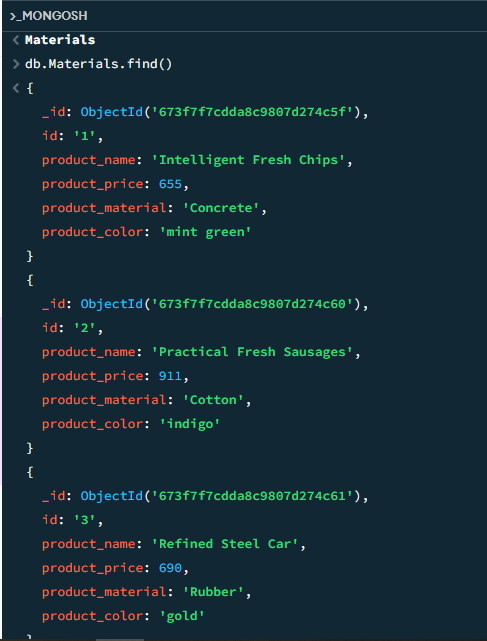 >_MONGOSH
< Materials
> db.Materials.find()
< {
_id: ObjectId('673f7f7cdda8c9807d274c5f'),
id: '1',
product_name: 'Intelligent Fresh Chips',
product_price: 655,
product_material: 'Concrete',
product_color: 'mint green'
}
{
_id: ObjectId('673f7f7cdda8c9807d274c60'),
id: '2',
product_name: 'Practical Fresh Sausages',
product_price: 911,
product_material: 'Cotton',
product_color: 'indigo'
}
{
_id: ObjectId('673f7f7cdda8c9807d274c61'),
id: '3',
product_name: 'Refined Steel Car',
product_price: 690,
product_material: 'Rubber',
product_color: 'gold'
}